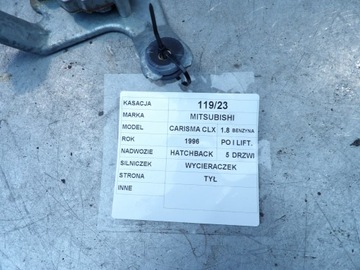 KASACJA 119/23
MARKA MITSUBISHI
MODEL CARISMA CLX 1.8 BENZYNA
ROK 1996 PO I LIFT.
NADWOZIE HATCHBACK 5 DRZWI
SILNICZEK WYCIERACZEK
STRONA TYŁ
INNE